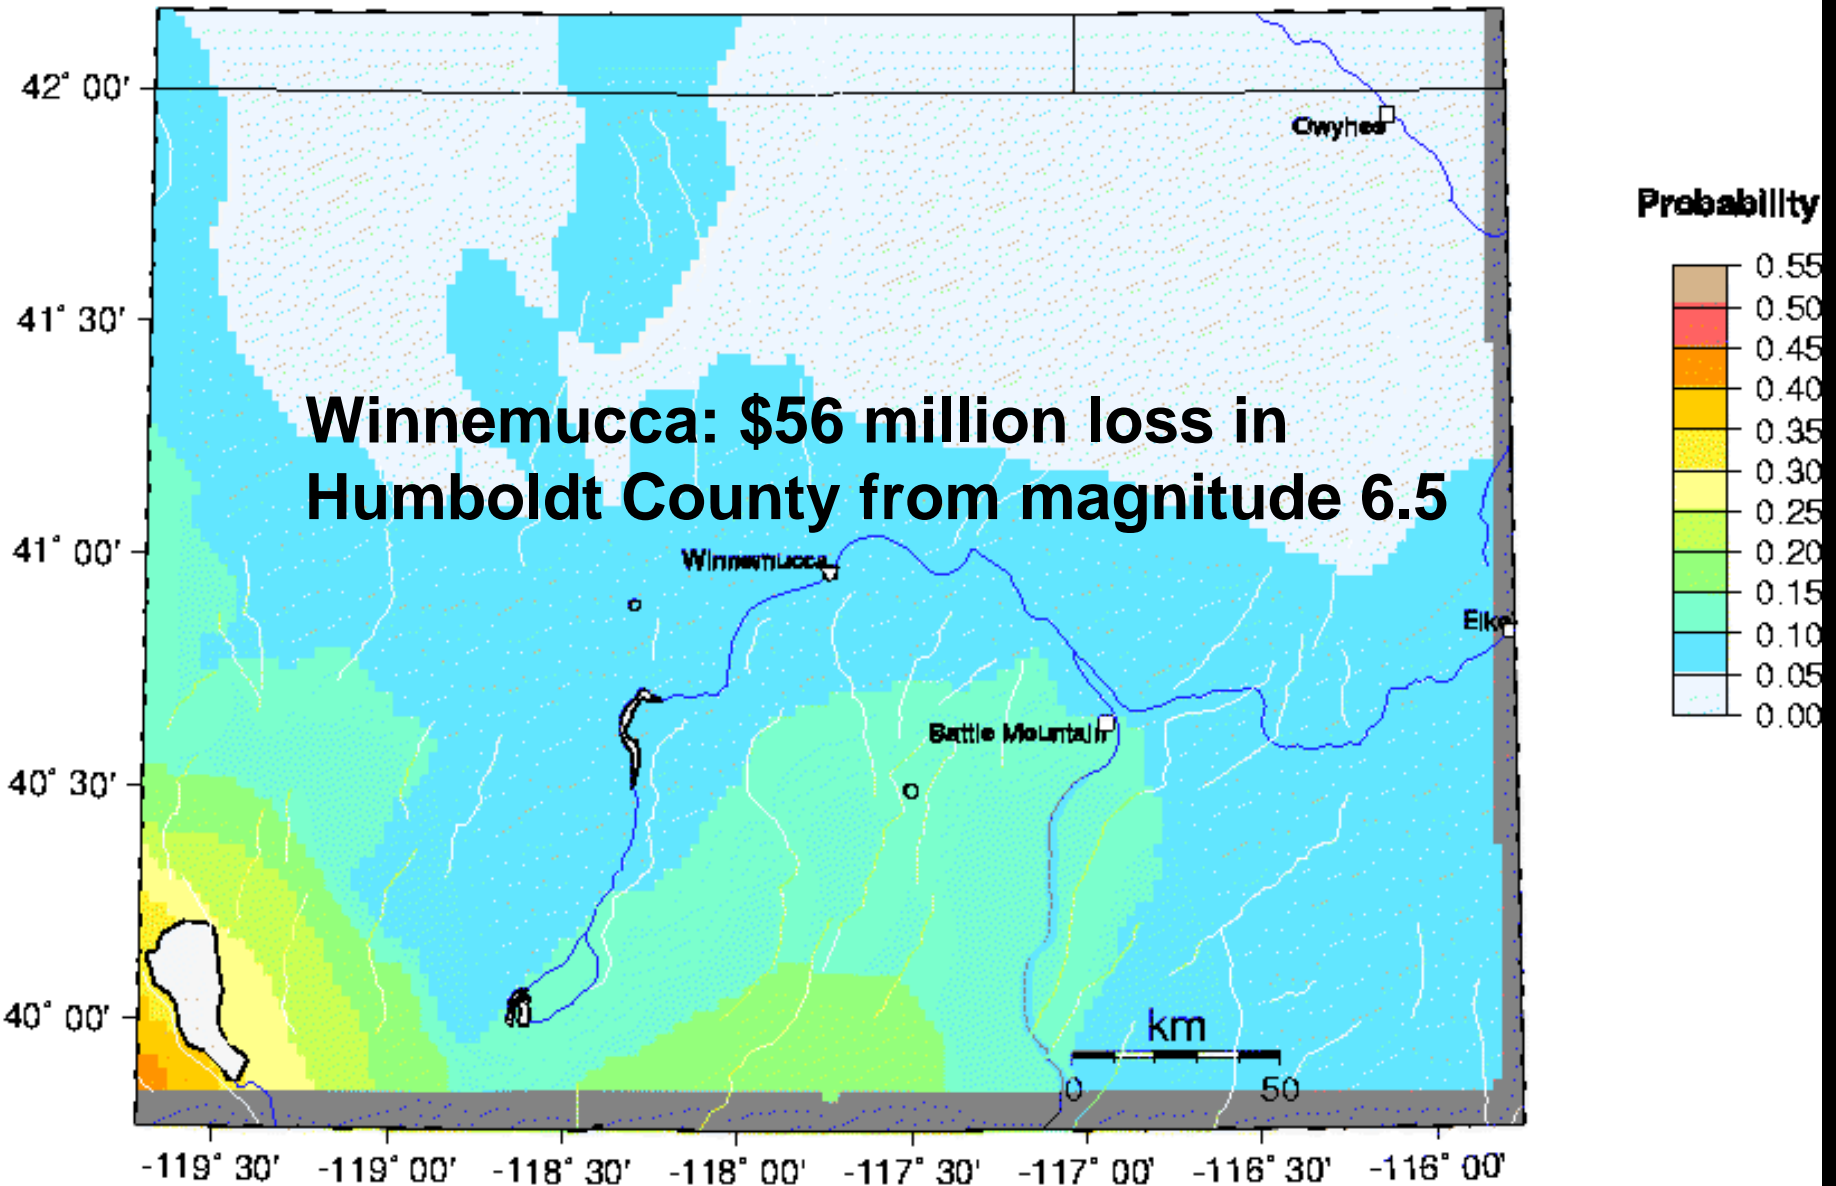 42° 00'
Owyhee
Probability
0.55
0.50
41° 30'
0.45
0.40
Winnemucca: $56 million loss in
0.35
0.30
Humboldt County from magnitude 6.5
0.25
41° 00'
0.20
Winnemucca
0.15
Elko
0.10
0.05
0.00
Battle Mountain
40° 30'
40° 00'
km
0 50
-119° 30' -119° 00' -118° 30' -118° 00' -117° 30' -117° 00' -116° 30' -116° 00'